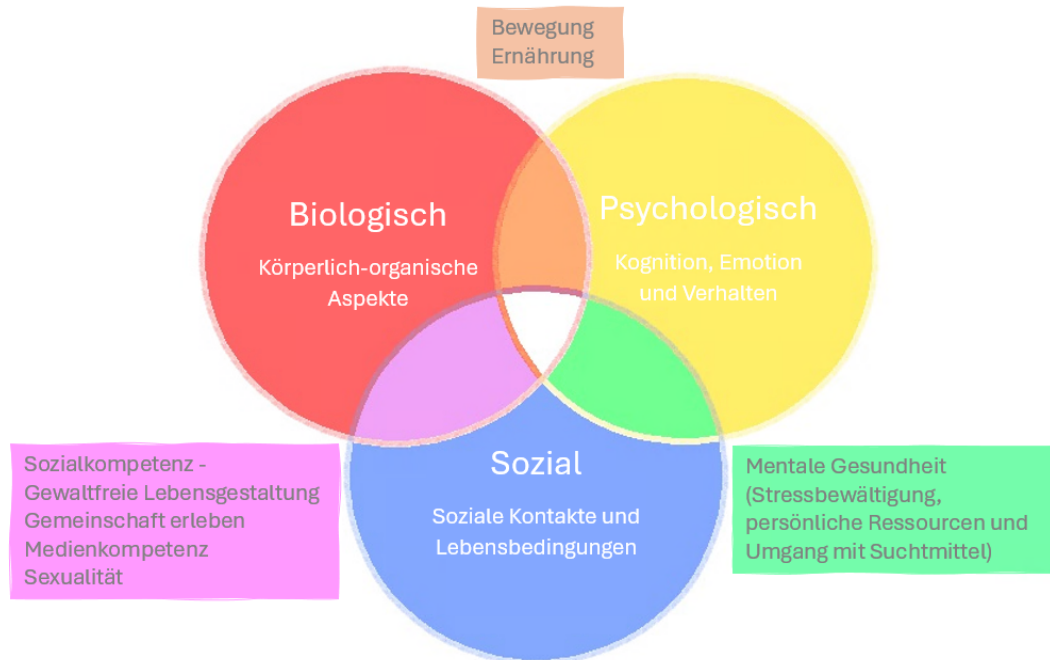 Bewegung
Ernährung
Biologisch
Körperlich-organische
Aspekte
Psychologisch
Kognition, Emotion
und Verhalten
Sozial
Soziale Kontakte und
Lebensbedingungen
Sozialkompetenz -
Gewaltfreie Lebensgestaltung
Gemeinschaft erleben
Medienkompetenz
Sexualität
Mentale Gesundheit
(Stressbewältigung,
persönliche Ressourcen und
Umgang mit Suchtmittel)